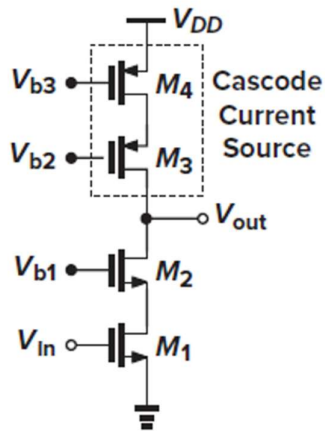 VDD
Vb3
M4
Cascode
Current
Source
Vb2
M3
Vout
Vb1
M2
Vin
M1